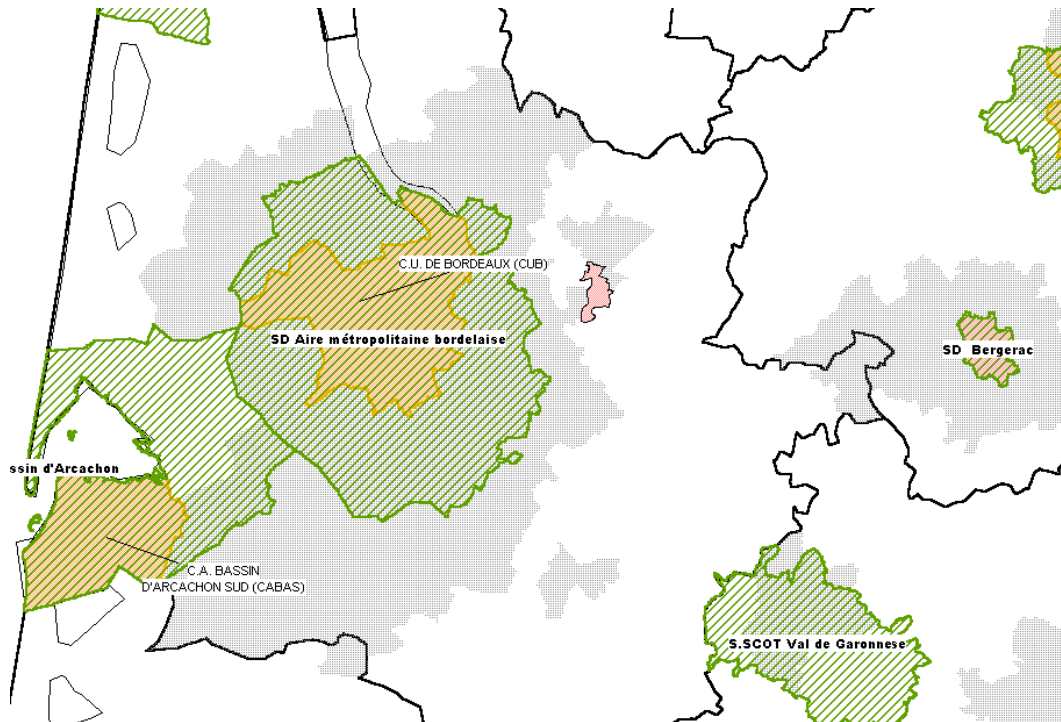 C.U. DE BORDEAUX (CUB)
SD Aire métropolitaine bordelaise
SD Bergerac
ssin d'Arcachon
C.A. BASSIN
D'ARCACHON SUD (CABAS)
S.SCOT Val de Garonnese